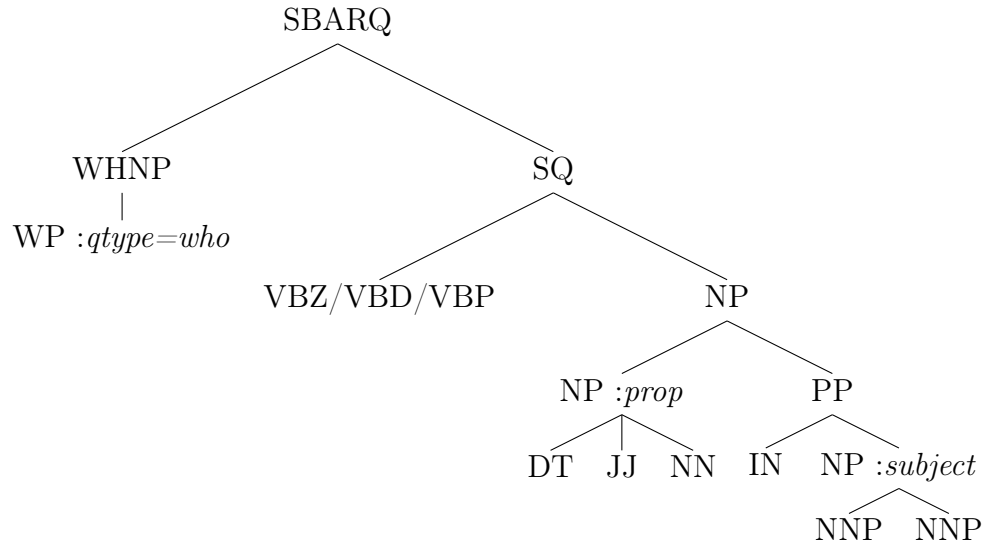 SBARQ
WHNP SQ
WP :qtype=who
VBZ/VBD/VBP NP
NP :prop PP
DT JJ NN IN NP :subject
NNP NNP